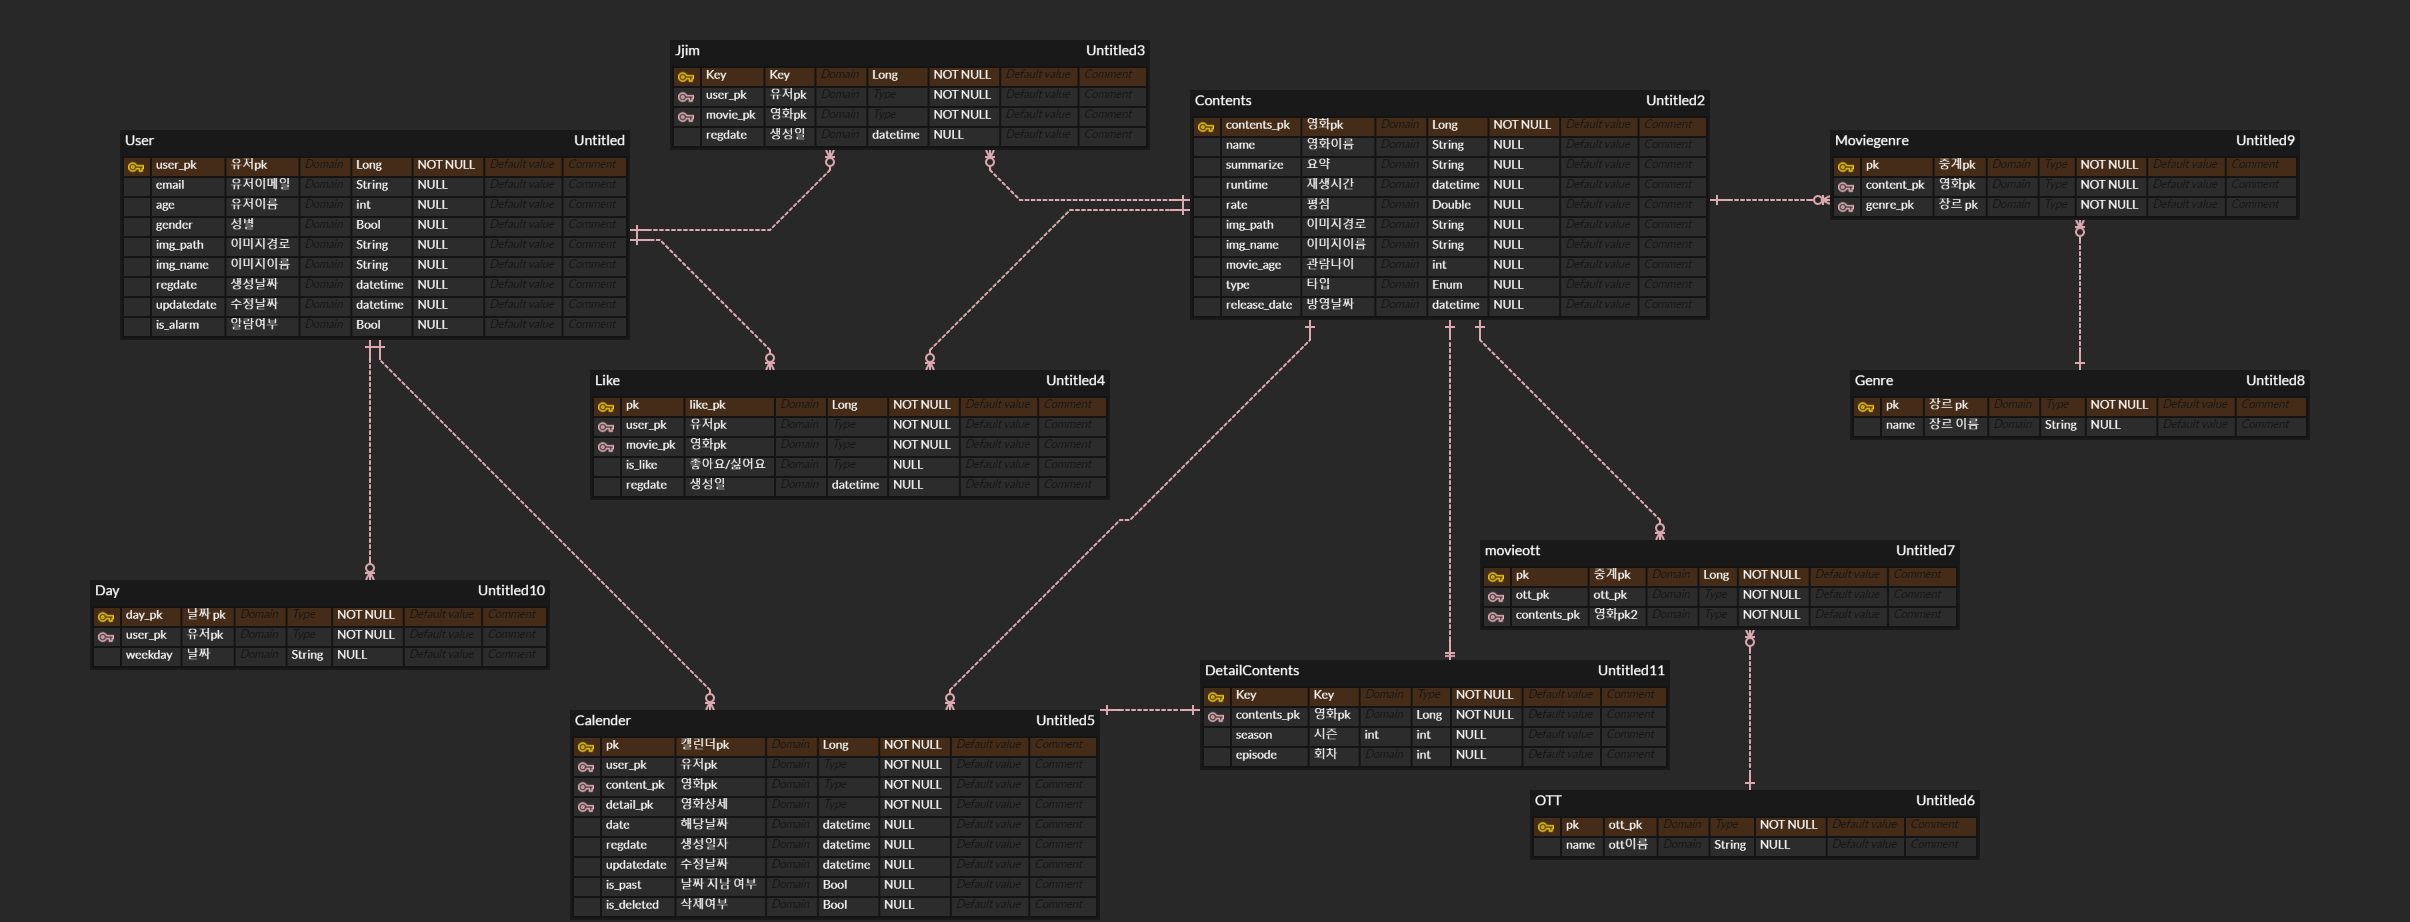 Jjim Untitled3
Key Key Domain Long NOT NULL Default value Comment
user_pk 유저pk Domain Type NOT NULL Default value Comment
movie_pk 영화pk Domain Type NOT NULL Default value Comment
regdate 생성일 Domain datetime NULL Default value Comment
Contents Untitled2
contents_pk 영화pk Domain Long NOT NULL Default value Comment
name 영화이름 Domain String NULL Default value Comment
summarize 요약 Domain String NULL Default value Comment
runtime 재생시간 Domain datetime NULL Default value Comment
rate 평점 Domain Double NULL Default value Comment
img_path 이미지경로 Domain String NULL Default value Comment
img_name 이미지이름 Domain String NULL Default value Comment
movie_age 관람나이 Domain int NULL Default value Comment
type 타입 Domain Enum NULL Default value Comment
release_date 방영날짜 Domain datetime NULL Default value Comment
User Untitled
user_pk 유저pk Domain Long NOT NULL Default value Comment
email 유저이메일 Domain String NULL Default value Comment
age 유저이름 Domain int NULL Default value Comment
gender 성별 Domain Bool NULL Default value Comment
img_path 이미지경로 Domain String NULL Default value Comment
img_name 이미지이름 Domain String NULL Default value Comment
regdate 생성날짜 Domain datetime NULL Default value Comment
updatedate 수정날짜 Domain datetime NULL Default value Comment
is_alarm 알람여부 Domain Bool NULL Default value Comment
Moviegenre Untitled9
pk 중계pk Domain Type NOT NULL Default value Comment
content_pk 영화pk Domain Type NOT NULL Default value Comment
genre_pk 장르 pk Domain Type NOT NULL Default value Comment
Like Untitled4
pk like_pk Domain Long NOT NULL Default value Comment
user_pk 유저pk Domain Type NOT NULL Default value Comment
movie_pk 영화pk Domain Type NOT NULL Default value Comment
is_like 좋아요/싫어요 Domain Type NULL Default value Comment
regdate 생성일 Domain datetime NULL Default value Comment
Genre Untitled8
pk 장르 pk Domain Type NOT NULL Default value Comment
name 장르 이름 Domain String NULL Default value Comment
movieott Untitled7
pk 중계pk Domain Long NOT NULL Default value Comment
ott_pk ott_pk Domain Type NOT NULL Default value Comment
contents_pk 영화pk2 Domain Type NOT NULL Default value Comment
Day Untitled10
day_pk 날짜 pk Domain Type NOT NULL Default value Comment
user_pk 유저pk Domain Type NOT NULL Default value Comment
weekday 날짜 Domain String NULL Default value Comment
DetailContents Untitled11
Key Key Domain Type NOT NULL Default value Comment
contents_pk 영화pk Domain Long NOT NULL Default value Comment
season 시즌 int int NULL Default value Comment
episode 회차 Domain int NULL Default value Comment
Calender Untitled5
pk 캘린더pk Domain Long NOT NULL Default value Comment
user_pk 유저pk Domain Type NOT NULL Default value Comment
content_pk 영화pk Domain Type NOT NULL Default value Comment
detail_pk 영화상세 Domain Type NOT NULL Default value Comment
date 해당날짜 Domain datetime NULL Default value Comment
regdate 생성일자 Domain datetime NULL Default value Comment
updatedate 수정날짜 Domain datetime NULL Default value Comment
is_past 날짜 지남 여부 Domain Bool NULL Default value Comment
is_deleted 삭제여부 Domain Bool NULL Default value Comment
OTT Untitled6
pk ott_pk Domain Type NOT NULL Default value Comment
name ott이름 Domain String NULL Default value Comment